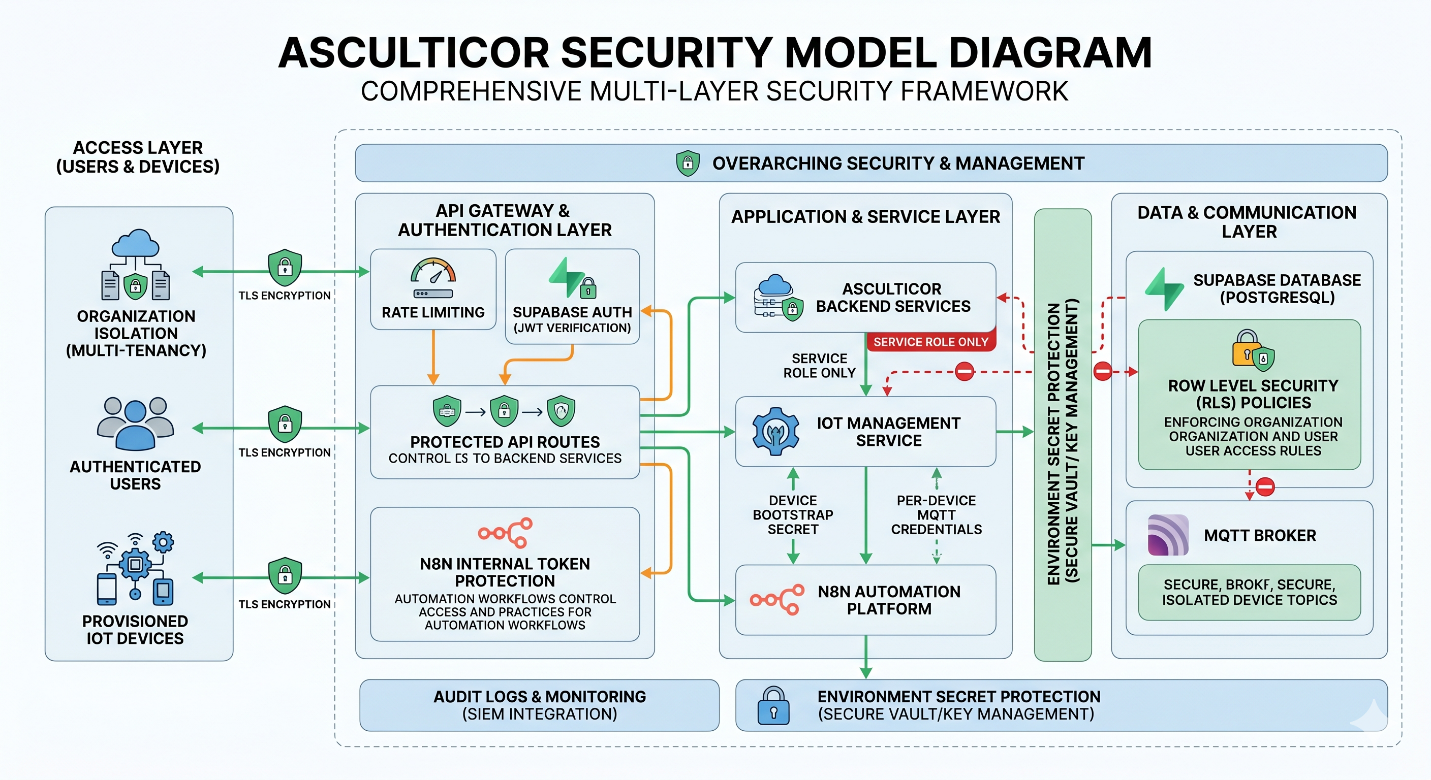 ASCULTICOR SECURITY MODEL DIAGRAM
COMPREHENSIVE MULTI-LAYER SECURITY FRAMEWORK
ACCESS LAYER
(USERS & DEVICES)
ORGANIZATION
ISOLATION
(MULTI-TENANCY)
AUTHENTICATED
USERS
PROVISIONED
IOT DEVICES
TLS ENCRYPTION
TLS ENCRYPTION
TLS ENCRYPTION
OVERARCHING SECURITY & MANAGEMENT
API GATEWAY &
AUTHENTICATION LAYER
RATE LIMITING
SUPABASE AUTH
(JWT VERIFICATION)
PROTECTED API ROUTES
CONTROL TO BACKEND SERVICES
N8N INTERNAL TOKEN
PROTECTION
AUTOMATION WORKFLOWS CONTROL
ACCESS AND PRACTICES FOR
AUTOMATION WORKFLOWS
APPLICATION & SERVICE LAYER
ASCULTICOR
BACKEND SERVICES
SERVICE ROLE ONLY
SERVICE
ROLE ONLY
IOT MANAGEMENT
SERVICE
DEVICE
BOOTSTRAP
SECRET
PER-DEVICE
MQTT
CREDENTIALS
N8N AUTOMATION
PLATFORM
ENVIRONMENT SECRET PROTECTION
(SECURE VAULT/ KEY MANAGEMENT)
DATA & COMMUNICATION
LAYER
SUPABASE DATABASE
(POSTGRESQL)
ROW LEVEL SECURITY
(RLS) POLICIES
ENFORCING ORGANIZATION
ORGANIZATION AND USER
USER ACCESS RULES
MQTT BROKER
SECURE, SECURE,
ISOLATED DEVICE TOPICS
AUDIT LOGS & MONITORING
(SIEM INTEGRATION)
ENVIRONMENT SECRET PROTECTION
(SECURE VAULT/KEY MANAGEMENT)